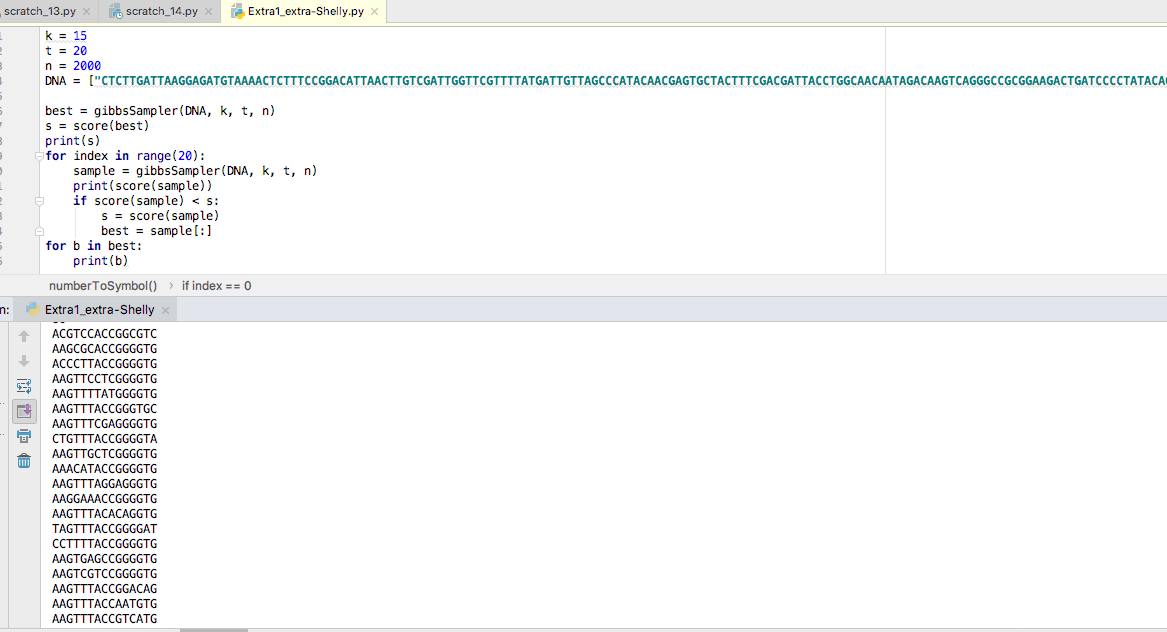 scratch_13.py × scratch_14.py × Extra1_extra-Shelly.py ×
k = 15
t = 20
n = 2000
DNA = ["CTCTTGATTAAGGAGATGTAAAACTCTTTCCGGACATTAACTTGTCGATTGGTTCGTTTTATGATTGTTAGCCCATACAACGAGTGCTACTTTCGACGATTACCTGGCAACAATAGACAAGTCAGGGCCGCGGAAGACTGATCCCCTATACA
best = gibbsSampler(DNA, k, t, n)
s = score(best)
print(s)
for index in range(20):
    sample = gibbsSampler(DNA, k, t, n)
    print(score(sample))
    if score(sample) < s:
        s = score(sample)
        best = sample[:]
for b in best:
    print(b)
numberToSymbol() › if index == 0
n: Extra1_extra-Shelly ×
ACGTCCACCGGCGTC
AAGCGCACCGGGGTG
ACCCTTACCGGGGTG
AAGTTCCTCGGGGTG
AAGTTTTATGGGGTG
AAGTTTACCGGGTGC
AAGTTTCGAGGGGTG
CTGTTTACCGGGGTA
AAGTTGCTCGGGGTG
AAACATACCGGGGTG
AAGTTTAGGAGGGTG
AAGGAAACCGGGGTG
AAGTTTACACAGGTG
TAGTTTACCGGGGAT
CCTTTTACCGGGGTG
AAGTGAGCCGGGGTG
AAGTCGTCCGGGGTG
AAGTTTACCGGACAG
AAGTTTACCAATGTG
AAGTTTACCGTCATG